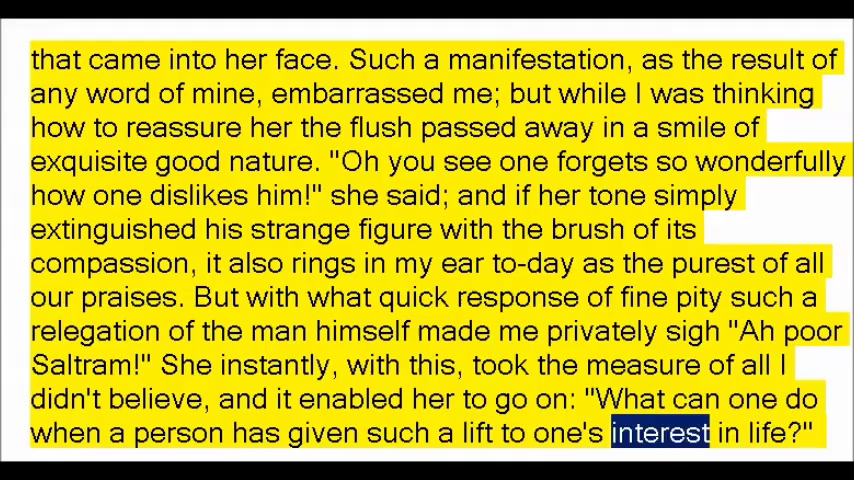 that came into her face. Such a manifestation, as the result of
any word of mine, embarrassed me; but while I was thinking
how to reassure her the flush passed away in a smile of
exquisite good nature. "Oh you see one forgets so wonderfully
how one dislikes him!" she said; and if her tone simply
extinguished his strange figure with the brush of its
compassion, it also rings in my ear to-day as the purest of all
our praises. But with what quick response of fine pity such a
relegation of the man himself made me privately sigh "Ah poor
Saltram!" She instantly, with this, took the measure of all I
didn't believe, and it enabled her to go on: "What can one do
when a person has given such a lift to one's interest in life?"